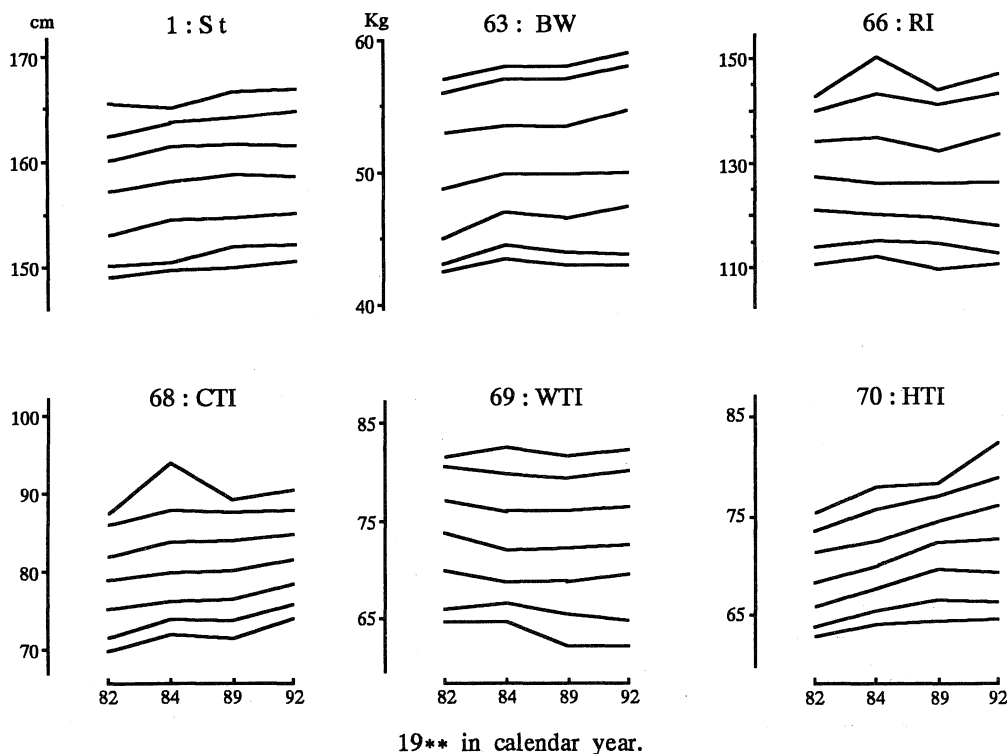 cm
1 : S t
170
160
150
Kg
63 : BW
60
50
40
66 : RI
150
130
110
68 : CTI
100
90
80
70
82 84 89 92
69 : WTI
85
75
65
82 84 89 92
70 : HTI
85
75
65
82 84 89 92
19** in calendar year.